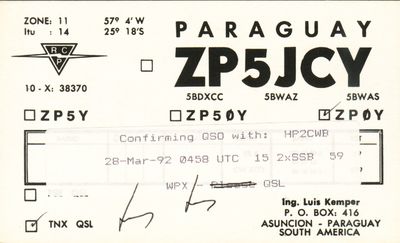 ZONE: 11 57° 4' W
Itu : 14 25° 18'S
PARAGUAY
RCP
ZP5JCY
10 - X: 38370
5BDXCC 5BWAZ 5BWAS
ZP5Y ZP5ØY ZPØY
Confirming QSO with: HP2CWB
28-Mar-92 0458 UTC 15 2xSSB 59
WPX - Please QSL
TNX QSL
Ing. Luis Kemper
P. O. BOX: 416
ASUNCION - PARAGUAY
SOUTH AMERICA